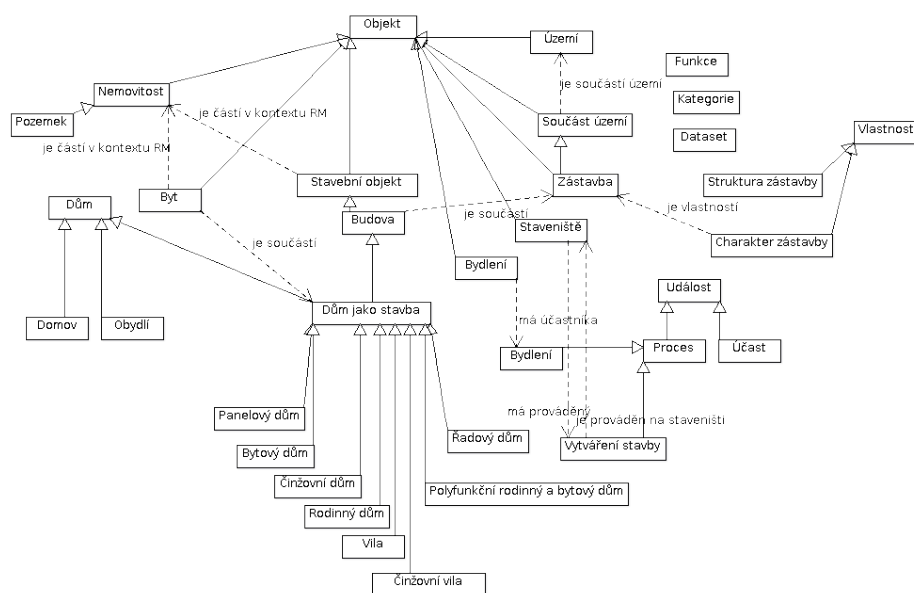 Objekt
Území
Funkce
je součástí území
Nemovitost
Kategorie
je částí v kontextu RM
Pozemek
Součást území
Vlastnost
Dataset
je částí v kontextu RM
Stavební objekt
Zástavba
Struktura zástavby
Byt
Dům
je vlastností
Budova
je součástí
Staveniště
je součástí
Charakter zástavby
Bydlení
Událost
Dům jako stavba
Domov
Obydlí
má účastníka
Bydlení
Proces
Účast
Panelový dům
má prováděný
je prováděn na staveništi
Řadový dům
Vytváření stavby
Bytový dům
Činžovní dům
Polyfunkční rodinný a bytový dům
Rodinný dům
Vila
Činžovní vila